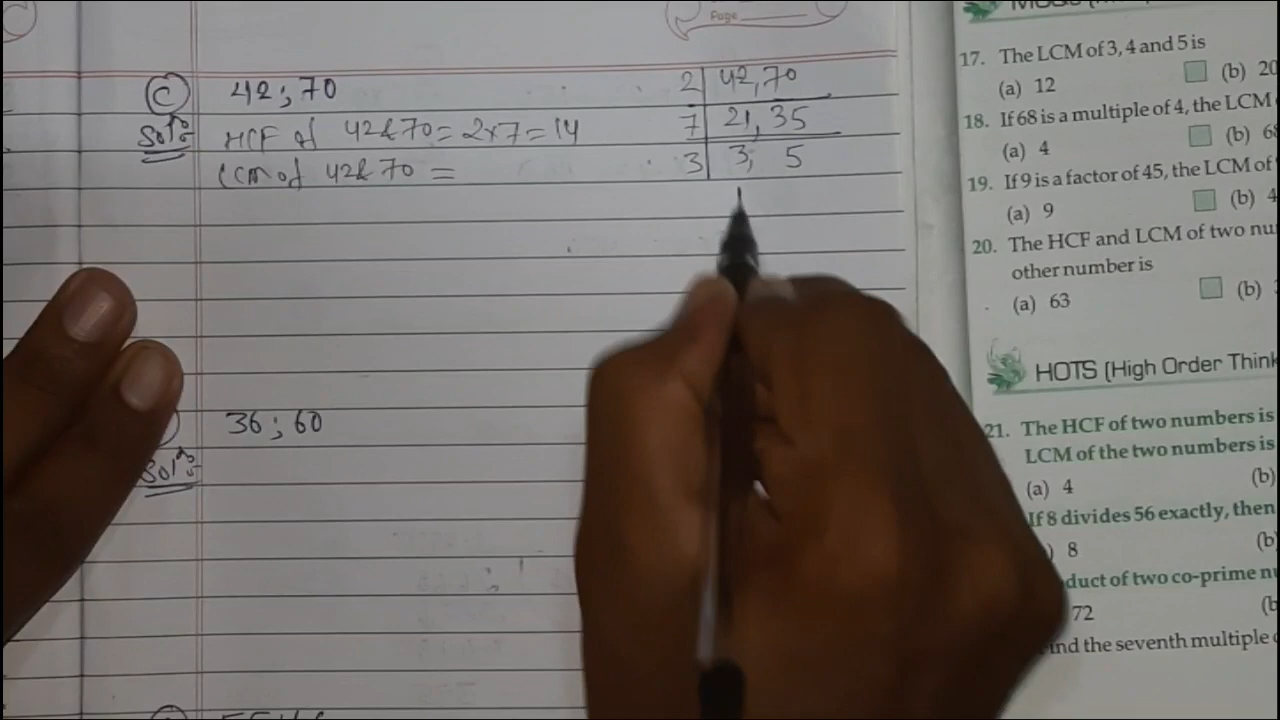 Page
C 42; 70
Solⁿ: HCF of 42 & 70 = 2×7 = 14
LCM of 42 & 70 =
2 | 42, 70
7 | 21, 35
3 | 3, 5
36; 60
Solⁿ:
17. The LCM of 3, 4 and 5 is
(a) 12 (b) 20
18. If 68 is a multiple of 4, the LCM
(a) 4 (b) 6
19. If 9 is a factor of 45, the LCM of
(a) 9 (b) 4
20. The HCF and LCM of two nu
other number is
(a) 63 (b)
HOTS (High Order Think
21. The HCF of two numbers is
LCM of the two numbers is
(a) 4 (b)
If 8 divides 56 exactly, then
) 8 (b
duct of two co-prime n
72 (b
ind the seventh multiple